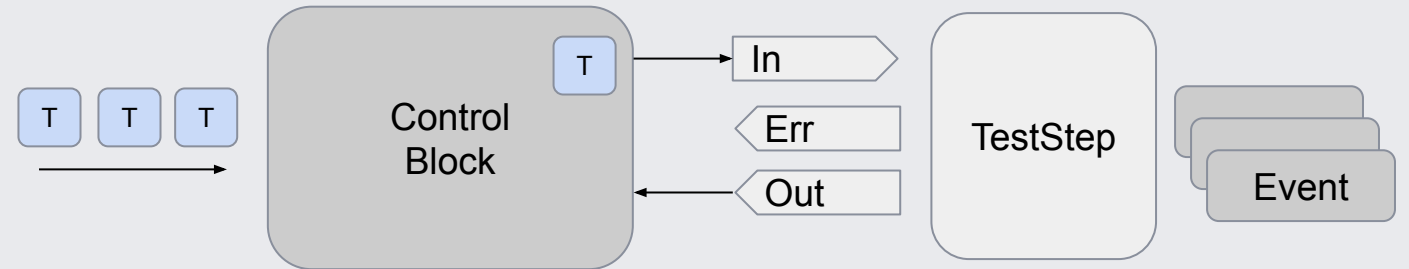 T T T
Control
Block
T
In
Err
Out
TestStep
Event